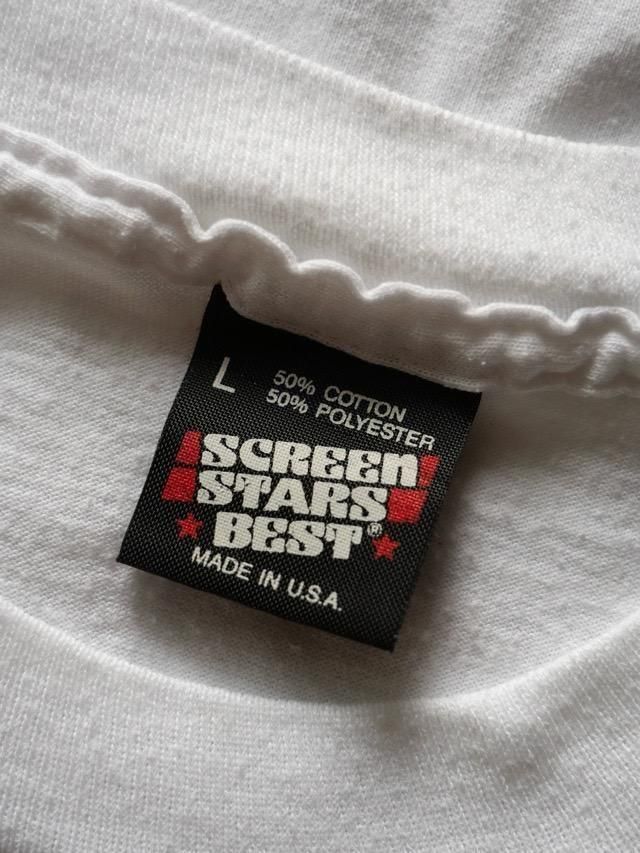 L
50% COTTON
50% POLYESTER
SCREEN
STARS
BEST®
MADE IN U.S.A.